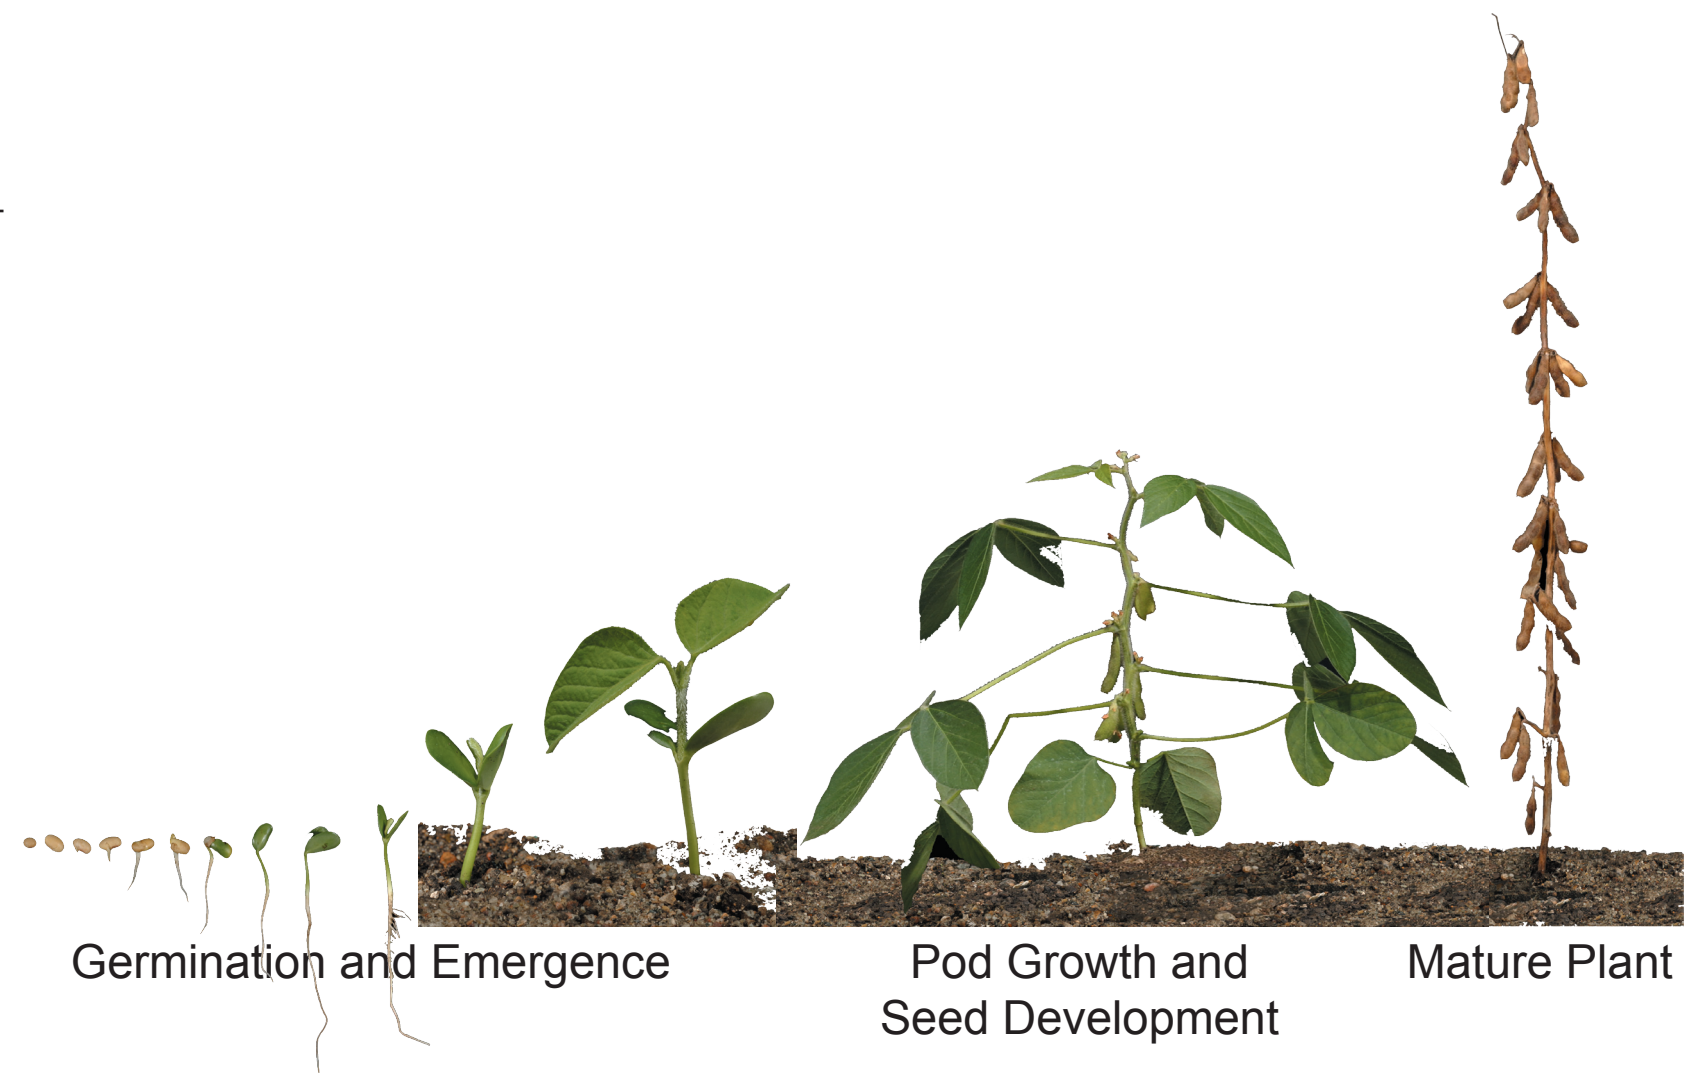 Germination and Emergence
Pod Growth and
Seed Development
Mature Plant